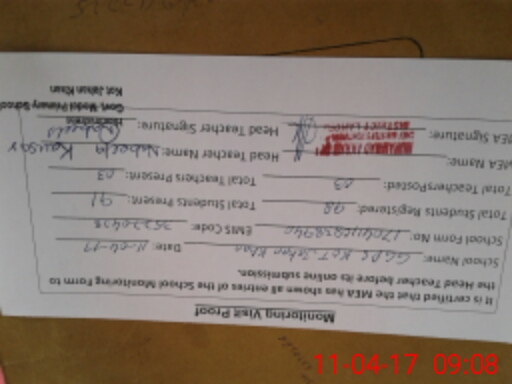 Monitoring Visit Proof
It is certified that the MEA has shown all entries of the School Monitoring Form to
the Head Teacher before its online submission.
School Name: GGPS Kot Jahan Khan Date: 11-04-17
School Form No: EMIS Code:
Total Students Registered: 98 Total Students Present: 91
Total TeachersPosted: 03 Total Teachers Present: 03
MEA Name: Head Teacher Name: Nabeela Kausar
MEA Signature: Head Teacher Signature: Nabeela
Govt. Model Primary School
Kot Jahan Khan
11-04-17 09:08